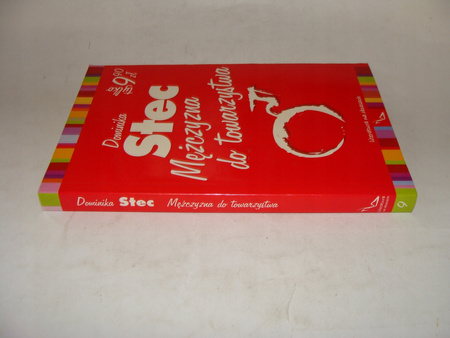 Dominika
Stec
Mężczyzna
do towarzystwa
Tylko
9,90
zł
Dominika Stec Mężczyzna do towarzystwa
9